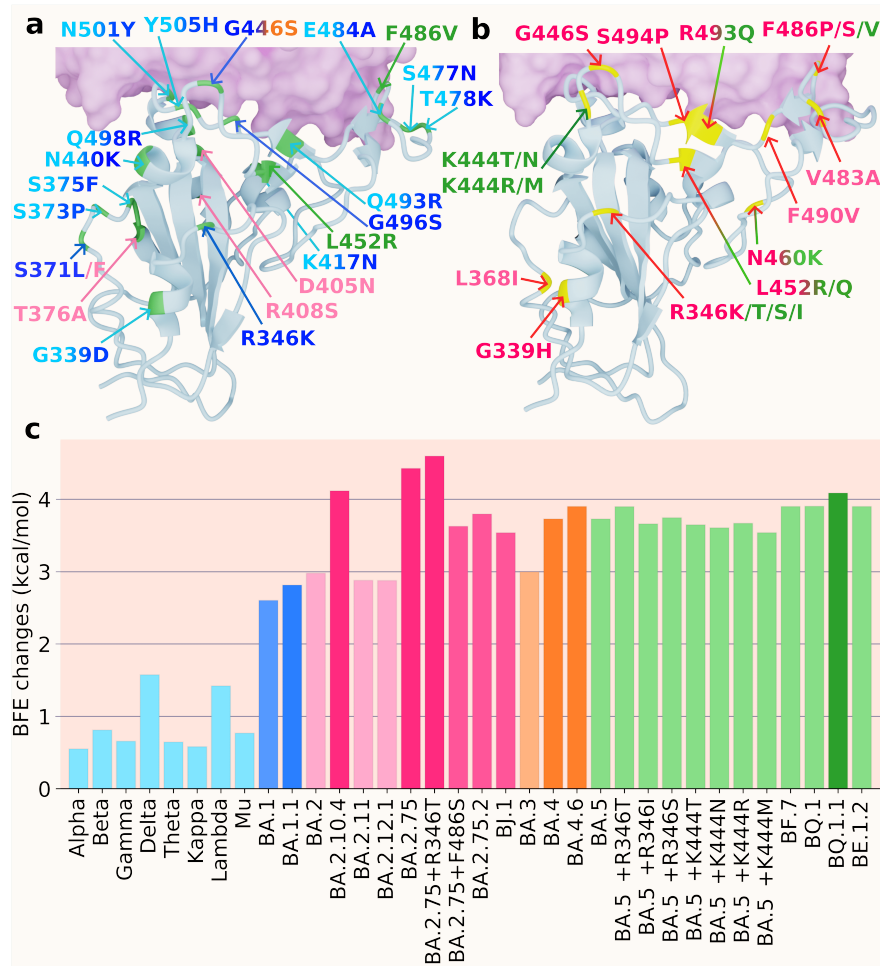 a
N501Y
Y505H
G446S
E484A
F486V
S477N
T478K
Q498R
N440K
S375F
S373P
S371L/F
T376A
G339D
Q493R
G496S
L452R
K417N
D405N
R408S
R346K
b
G446S
S494P
R493Q
F486P/S/V
K444T/N
K444R/M
V483A
F490V
N460K
L452R/Q
L368I
R346K/T/S/I
G339H
c
BFE changes (kcal/mol)
4
3
2
1
0
Alpha
Beta
Gamma
Delta
Theta
Kappa
Lambda
Mu
BA.1
BA.1.1
BA.2
BA.2.10.4
BA.2.11
BA.2.12.1
BA.2.75
BA.2.75+R346T
BA.2.75+F486S
BA.2.75.2
BJ.1
BA.3
BA.4
BA.4.6
BA.5
BA.5 +R346T
BA.5 +R346I
BA.5 +R346S
BA.5 +K444T
BA.5 +K444N
BA.5 +K444R
BA.5 +K444M
BF.7
BQ.1
BQ.1.1
BE.1.2